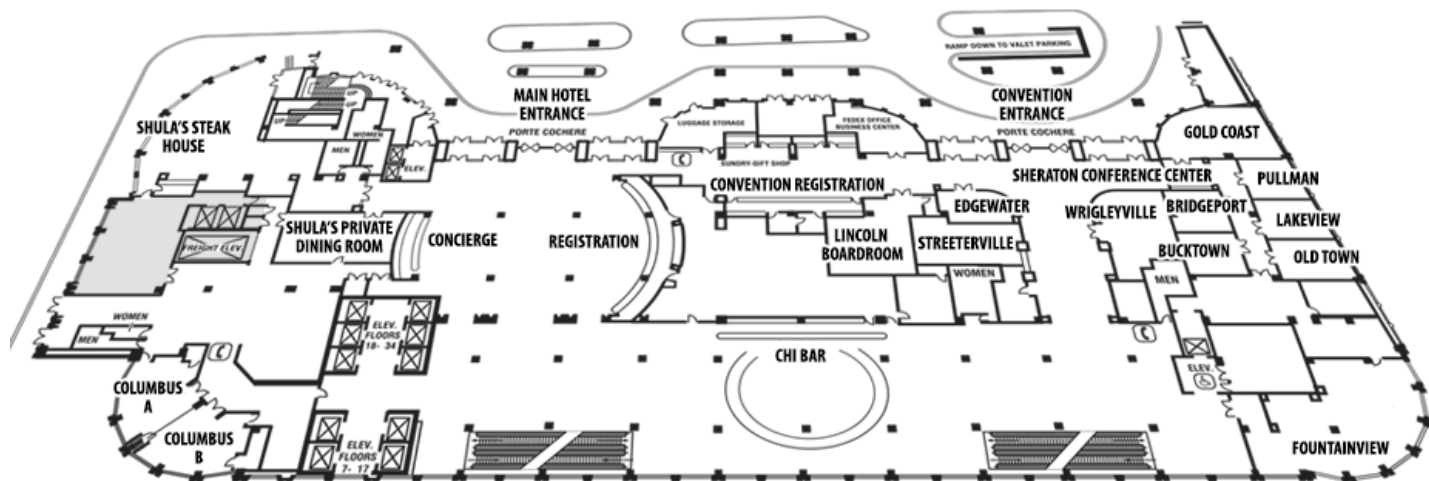 RAMP DOWN TO VALET PARKING
MAIN HOTEL
ENTRANCE
CONVENTION
ENTRANCE
UP
UP
UP
SHULA'S STEAK
HOUSE
WOMEN
MEN
ELEV.
PORTE COCHERE
LUGGAGE STORAGE
FEDEX OFFICE
BUSINESS CENTER
SUNDRY-GIFT SHOP
PORTE COCHERE
GOLD COAST
CONVENTION REGISTRATION
SHERATON CONFERENCE CENTER
PULLMAN
EDGEWATER
WRIGLEYVILLE
BRIDGEPORT
LAKEVIEW
FREIGHT ELEV.
SHULA'S PRIVATE
DINING ROOM
CONCIERGE
REGISTRATION
LINCOLN
BOARDROOM
STREETERVILLE
BUCKTOWN
OLD TOWN
WOMEN
MEN
WOMEN
MEN
ELEV.
FLOORS
18- 34
CHI BAR
ELEV.
COLUMBUS
A
COLUMBUS
B
ELEV.
FLOORS
7- 17
FOUNTAINVIEW